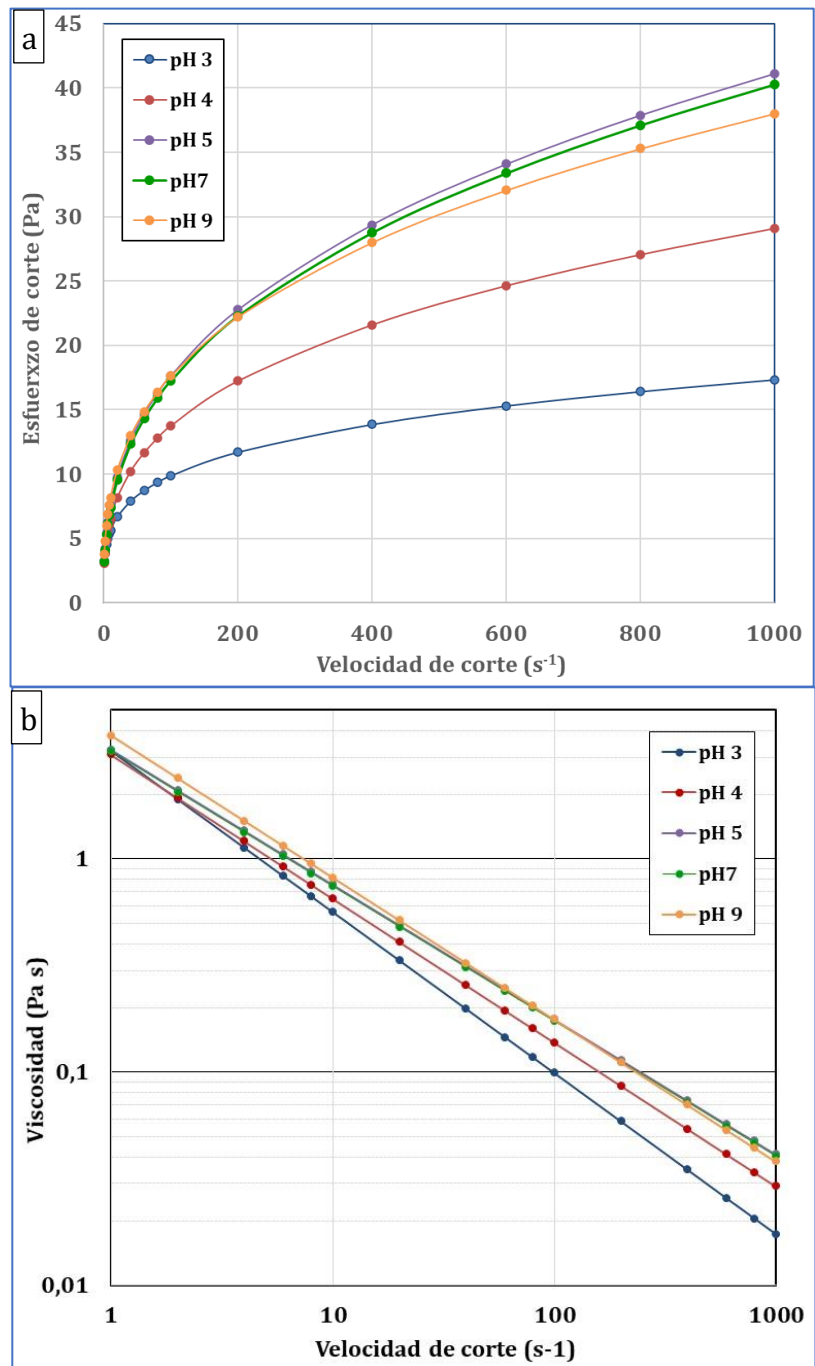 a
45
40
35
30
25
20
15
10
5
0
Esfuerxzo de corte (Pa)
pH 3
pH 4
pH 5
pH7
pH 9
0 200 400 600 800 1000
Velocidad de corte (s-1)
b
1
0,1
0,01
Viscosidad (Pa s)
pH 3
pH 4
pH 5
pH7
pH 9
1 10 100 1000
Velocidad de corte (s-1)